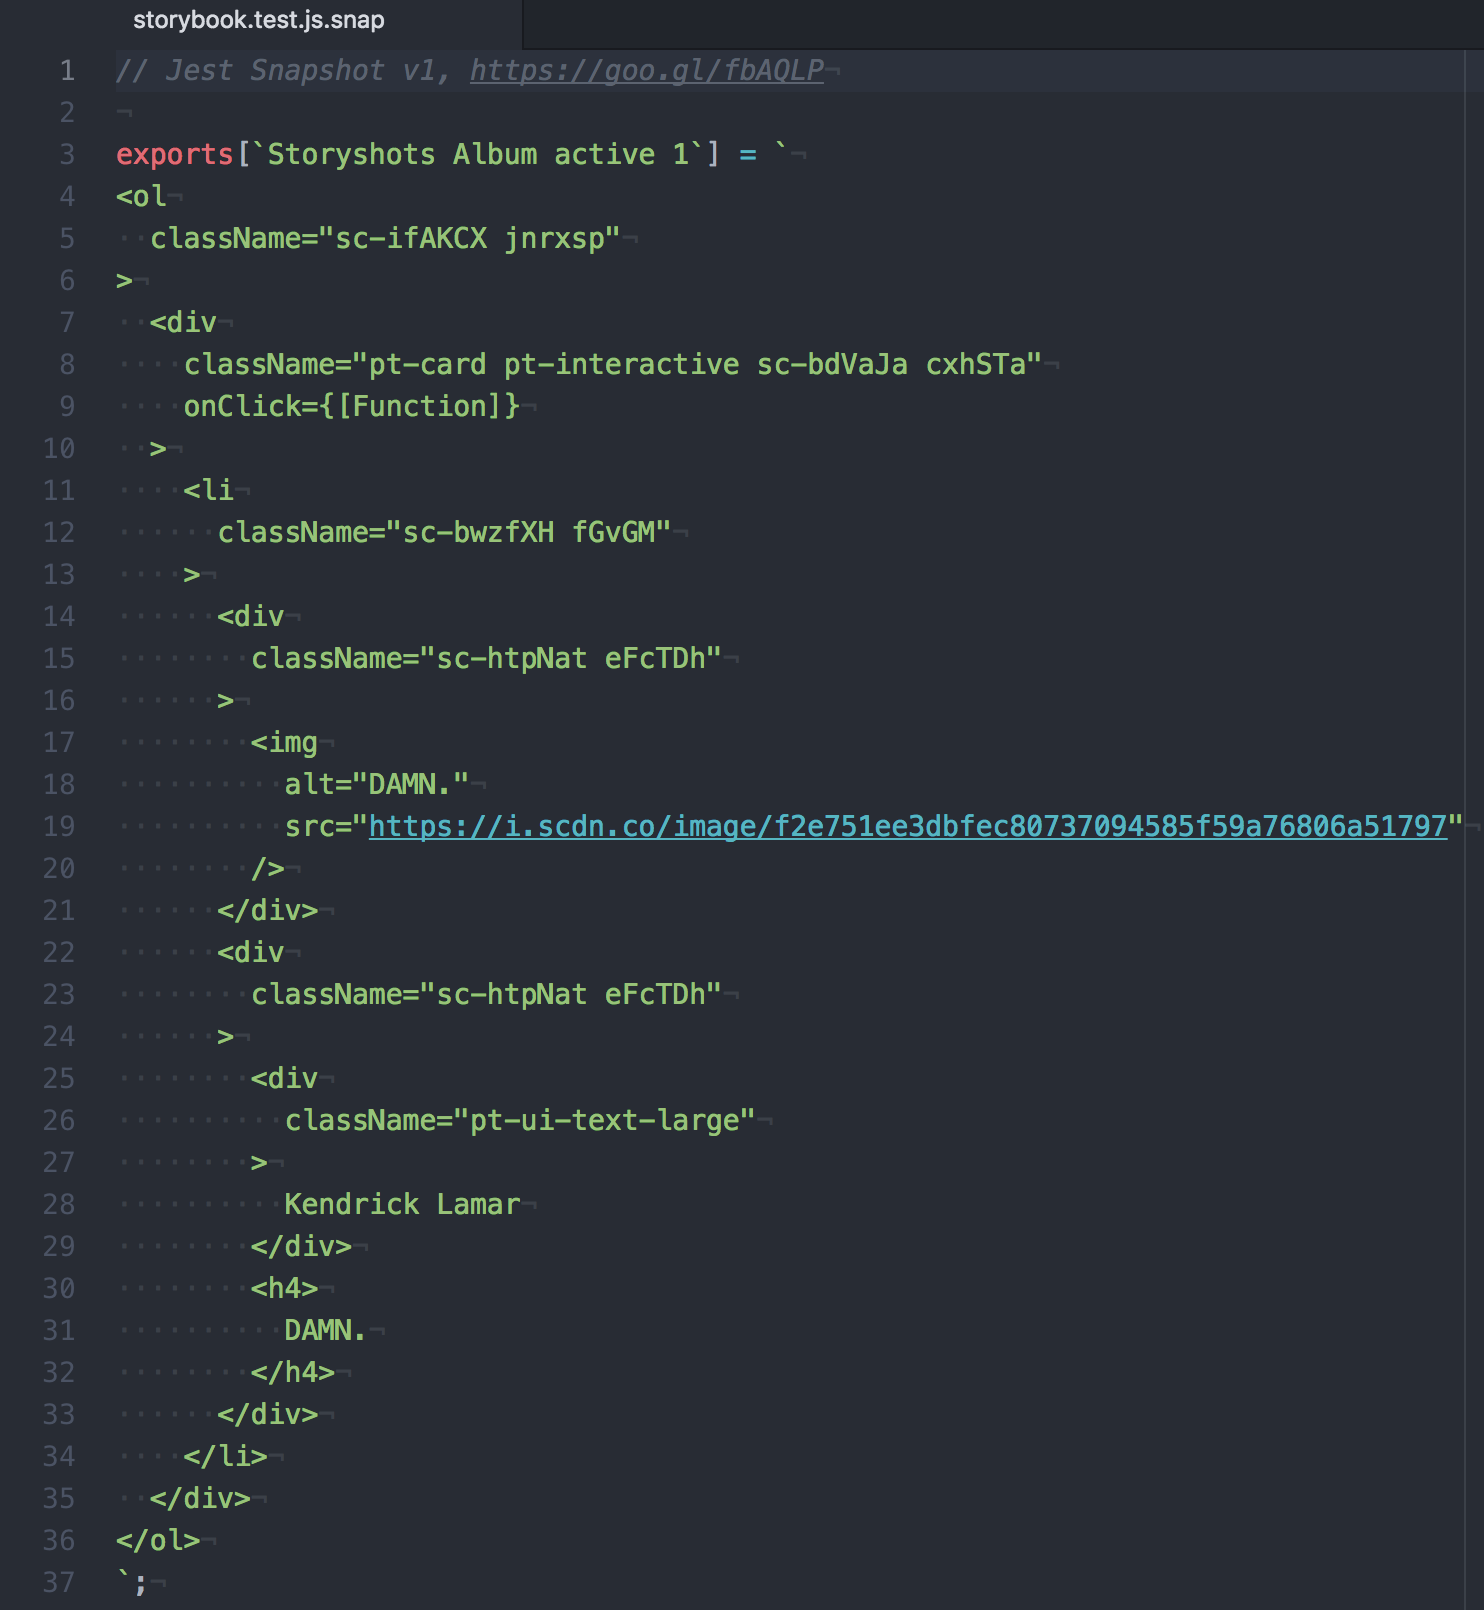 storybook.test.js.snap
1 // Jest Snapshot v1, https://goo.gl/fbAQLP
2
3 exports[`Storyshots Album active 1`] = `
4 <ol
5   className="sc-ifAKCX jnrxsp"
6 >
7   <div
8     className="pt-card pt-interactive sc-bdVaJa cxhSTa"
9     onClick={[Function]}
10   >
11     <li
12       className="sc-bwzfXH fGvGM"
13     >
14       <div
15         className="sc-htpNat eFcTDh"
16       >
17         <img
18           alt="DAMN."
19           src="https://i.scdn.co/image/f2e751ee3dbfec80737094585f59a76806a51797"
20         />
21       </div>
22       <div
23         className="sc-htpNat eFcTDh"
24       >
25         <div
26           className="pt-ui-text-large"
27         >
28           Kendrick Lamar
29         </div>
30         <h4>
31           DAMN.
32         </h4>
33       </div>
34     </li>
35   </div>
36 </ol>
37 `;